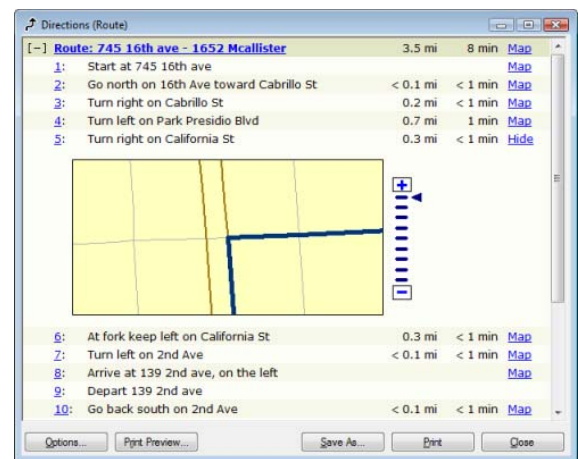 Directions (Route)
[-] Route: 745 16th ave - 1652 Mcallister 3.5 mi 8 min Map
1: Start at 745 16th ave Map
2: Go north on 16th Ave toward Cabrillo St < 0.1 mi < 1 min Map
3: Turn right on Cabrillo St 0.2 mi < 1 min Map
4: Turn left on Park Presidio Blvd 0.7 mi 1 min Map
5: Turn right on California St 0.3 mi < 1 min Hide
6: At fork keep left on California St 0.3 mi < 1 min Map
7: Turn left on 2nd Ave < 0.1 mi < 1 min Map
8: Arrive at 139 2nd ave, on the left Map
9: Depart 139 2nd ave
10: Go back south on 2nd Ave < 0.1 mi < 1 min Map
Options... Print Preview... Save As... Print Close